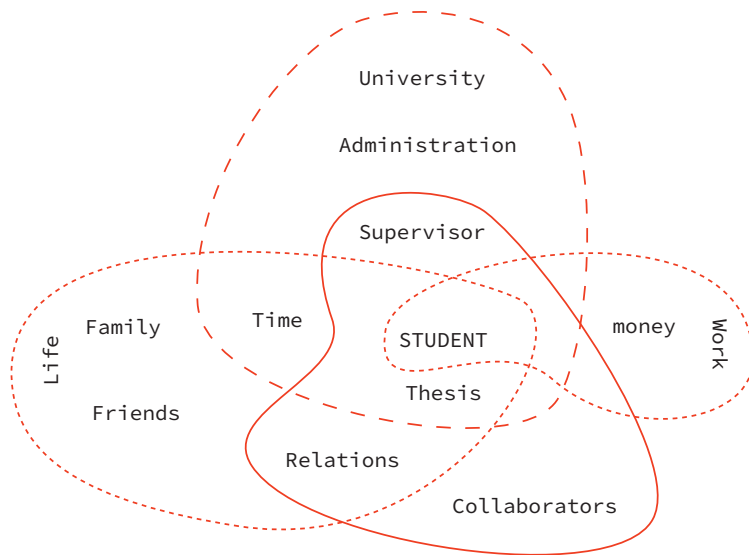 University
Administration
Supervisor
Time
Family
Life
Friends
STUDENT
money
Work
Thesis
Relations
Collaborators